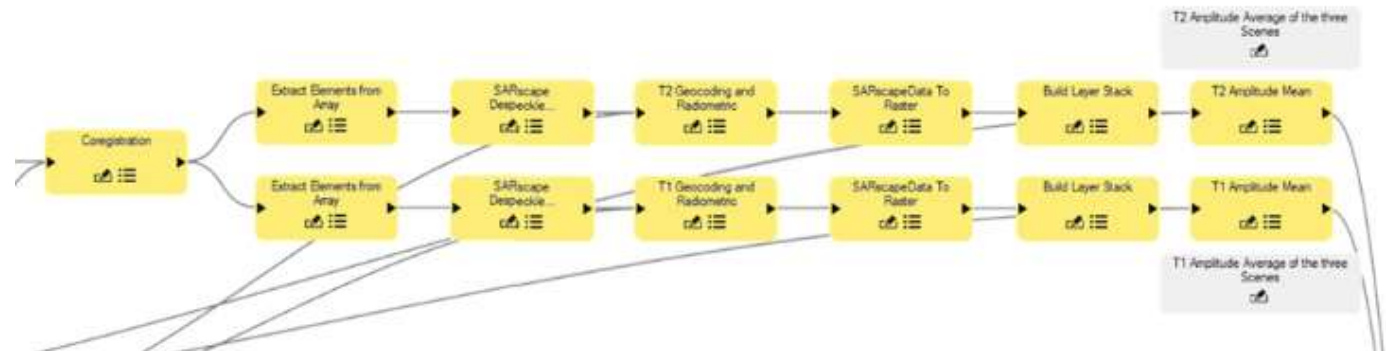 T2 Amplitude Average of the three
Scenes
Extract Elements from
Array
SARscape
Despeckle...
T2 Geocoding and
Radiometric
SARscapeData To
Raster
Build Layer Stack
T2 Amplitude Mean
Coregistration
Extract Elements from
Array
SARscape
Despeckle...
T1 Geocoding and
Radiometric
SARscapeData To
Raster
Build Layer Stack
T1 Amplitude Mean
T1 Amplitude Average of the three
Scenes